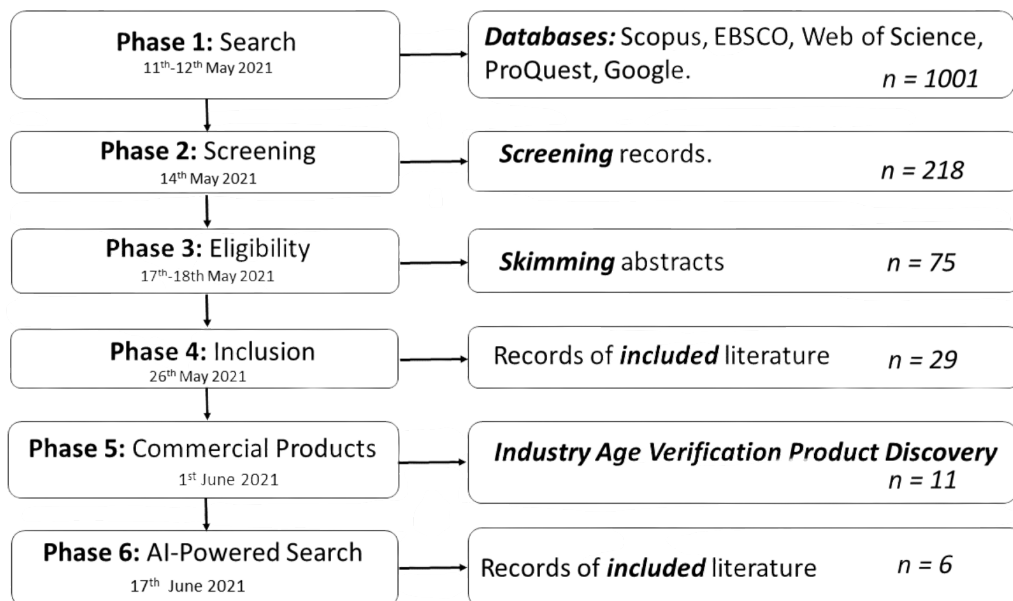 Phase 1: Search
11th-12th May 2021
Databases: Scopus, EBSCO, Web of Science,
ProQuest, Google.
n = 1001
Phase 2: Screening
14th May 2021
Screening records.
n = 218
Phase 3: Eligibility
17th-18th May 2021
Skimming abstracts
n = 75
Phase 4: Inclusion
26th May 2021
Records of included literature
n = 29
Phase 5: Commercial Products
1st June 2021
Industry Age Verification Product Discovery
n = 11
Phase 6: AI-Powered Search
17th June 2021
Records of included literature
n = 6